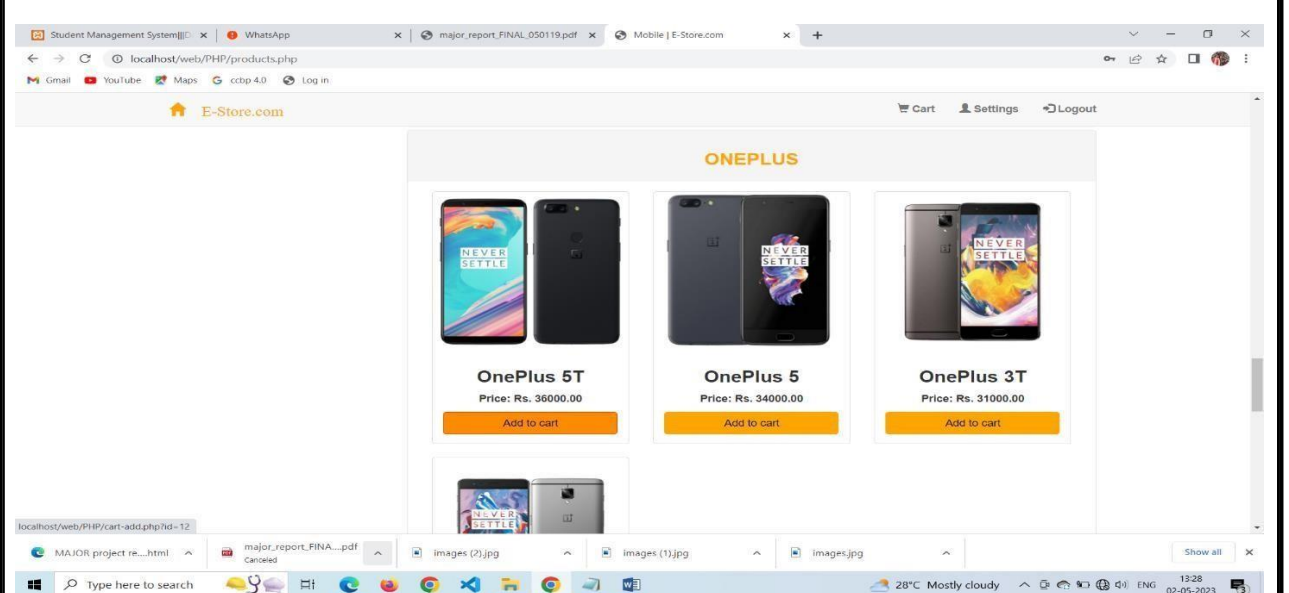 Student Management System|||D
WhatsApp
major_report_FINAL_050119.pdf
Mobile | E-Store.com
localhost/web/PHP/products.php
Gmail
YouTube
Maps
ccbp 4.0
Log in
E-Store.com
Cart
Settings
Logout
ONEPLUS
NEVER
SETTLE
NEVER
SETTLE
NEVER
SETTLE
OnePlus 5T
OnePlus 5
OnePlus 3T
Price: Rs. 36000.00
Price: Rs. 34000.00
Price: Rs. 31000.00
Add to cart
Add to cart
Add to cart
NEVER
SETTLE
localhost/web/PHP/cart-add.php?id=12
MAJOR project re....html
major_report_FINA....pdf
Canceled
images (2).jpg
images (1).jpg
images.jpg
Show all
Type here to search
28°C Mostly cloudy
ENG
13:28
02-05-2023
3